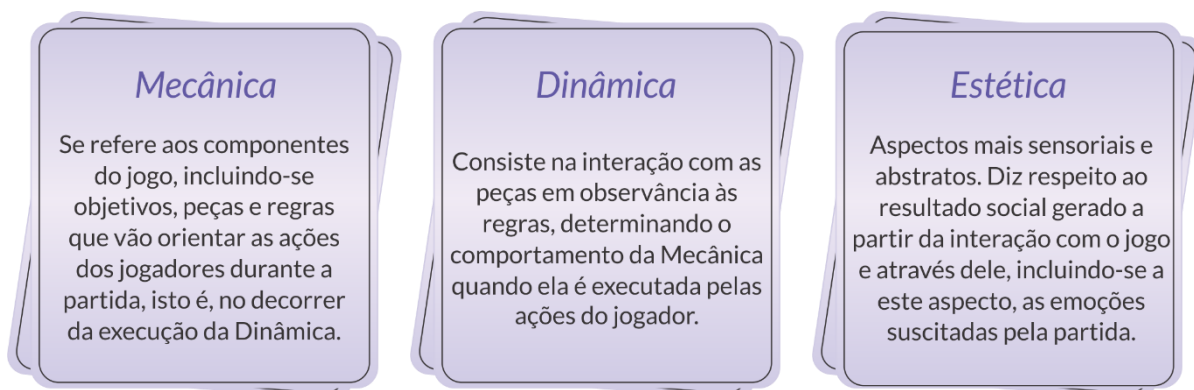 Mecânica
Se refere aos componentes
do jogo, incluindo-se
objetivos, peças e regras
que vão orientar as ações
dos jogadores durante a
partida, isto é, no decorrer
da execução da Dinâmica.
Dinâmica
Consiste na interação com as
peças em observância às
regras, determinando o
comportamento da Mecânica
quando ela é executada pelas
ações do jogador.
Estética
Aspectos mais sensoriais e
abstratos. Diz respeito ao
resultado social gerado a
partir da interação com o jogo
e através dele, incluindo-se a
este aspecto, as emoções
suscitadas pela partida.